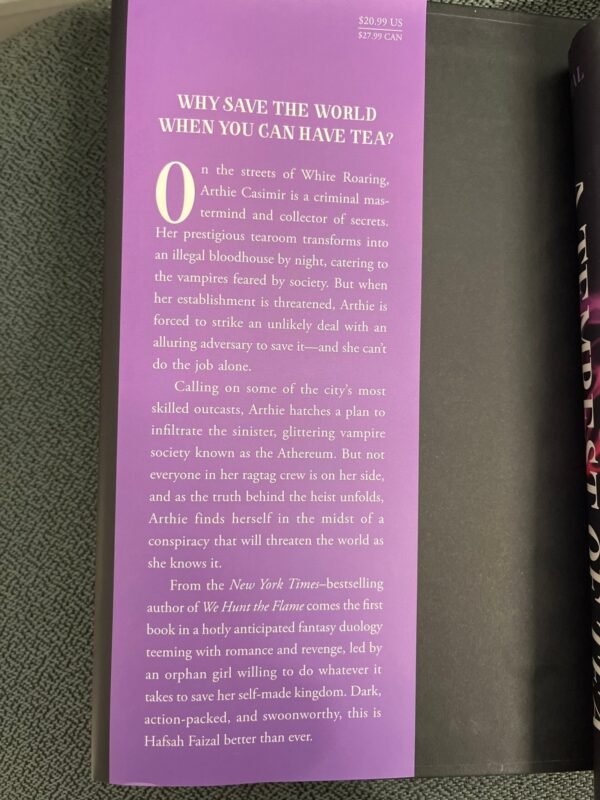 $20.99 US
$27.99 CAN
WHY SAVE THE WORLD
WHEN YOU CAN HAVE TEA?
On the streets of White Roaring,
Arthie Casimir is a criminal mas-
termind and collector of secrets.
Her prestigious tearoom transforms into
an illegal bloodhouse by night, catering to
the vampires feared by society. But when
her establishment is threatened, Arthie is
forced to strike an unlikely deal with an
alluring adversary to save it—and she can't
do the job alone.
Calling on some of the city's most
skilled outcasts, Arthie hatches a plan to
infiltrate the sinister, glittering vampire
society known as the Athereum. But not
everyone in her ragtag crew is on her side,
and as the truth behind the heist unfolds,
Arthie finds herself in the midst of a
conspiracy that will threaten the world as
she knows it.
From the New York Times–bestselling
author of We Hunt the Flame comes the first
book in a hotly anticipated fantasy duology
teeming with romance and revenge, led by
an orphan girl willing to do whatever it
takes to save her self-made kingdom. Dark,
action-packed, and swoonworthy, this is
Hafsah Faizal better than ever.
A TEMPEST OF